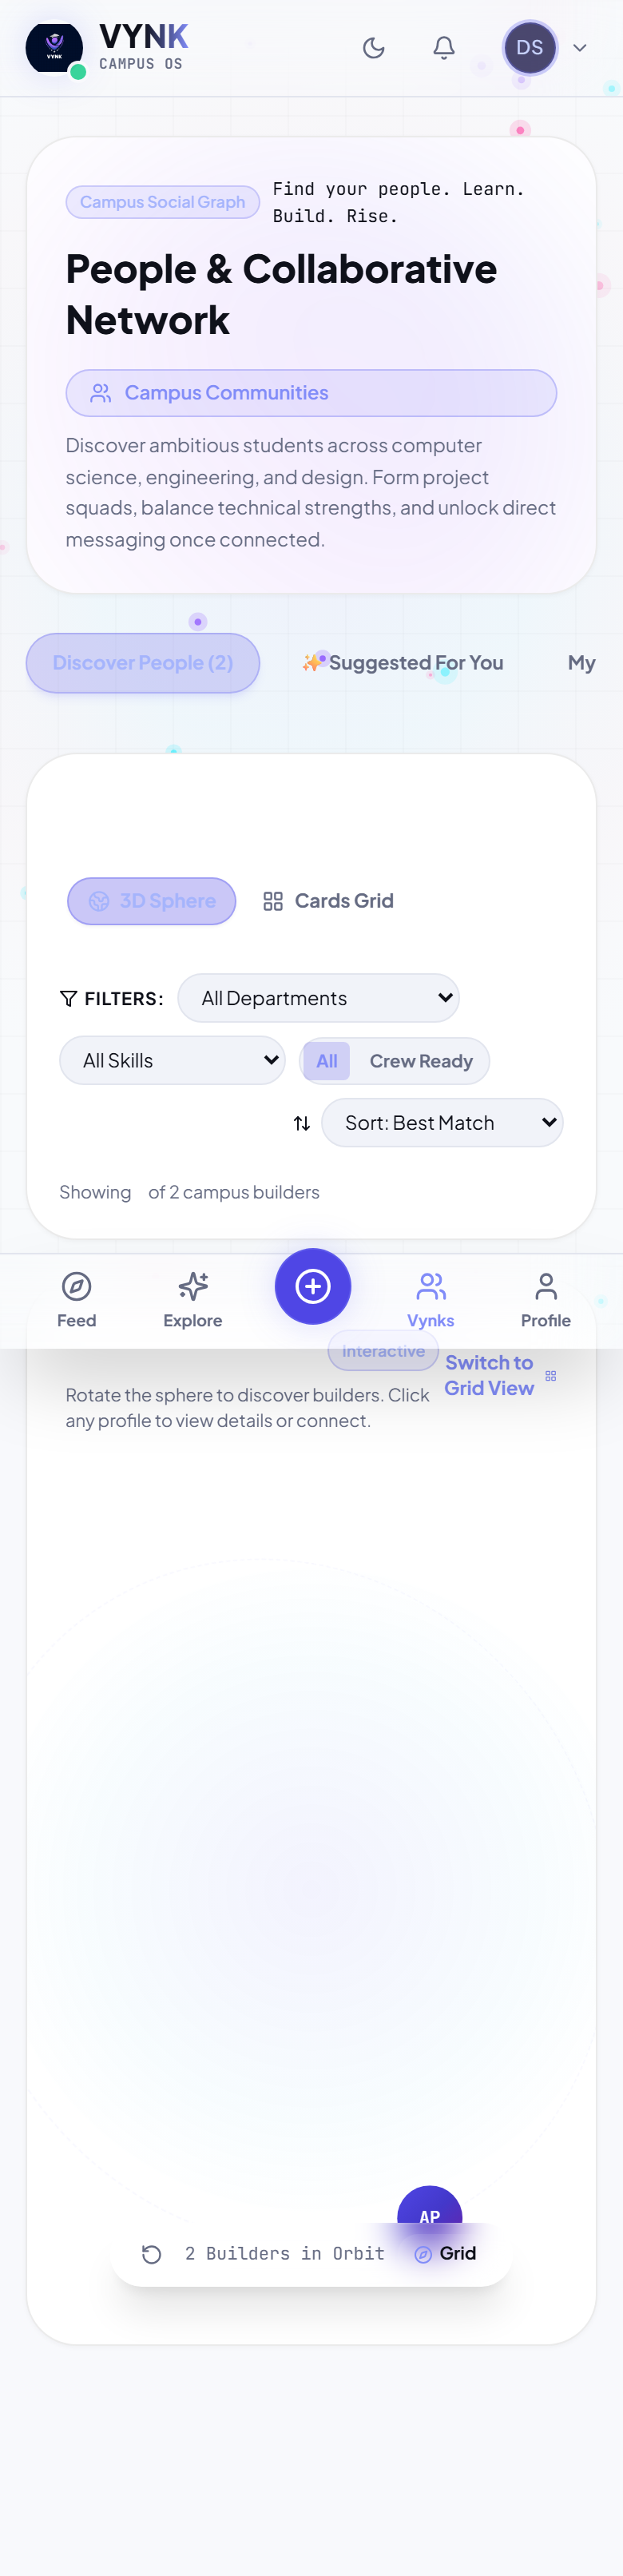 VYNK
CAMPUS OS
VYNK
DS
Campus Social Graph
Find your people. Learn.
Build. Rise.
People & Collaborative
Network
Campus Communities
Discover ambitious students across computer
science, engineering, and design. Form project
squads, balance technical strengths, and unlock direct
messaging once connected.
Discover People (2)
✨ Suggested For You
My
3D Sphere
Cards Grid
FILTERS:
All Departments
All Skills
All
Crew Ready
Sort: Best Match
Showing of 2 campus builders
Feed
Explore
Vynks
Profile
Interactive
Switch to
Grid View
Rotate the sphere to discover builders. Click
any profile to view details or connect.
AP
2 Builders in Orbit
Grid